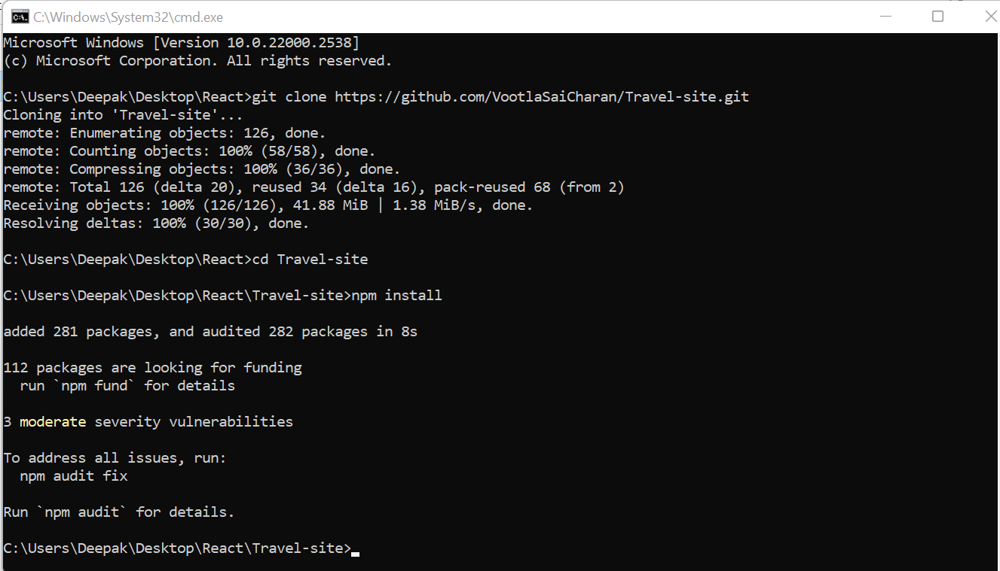 C:\Windows\System32\cmd.exe
Microsoft Windows [Version 10.0.22000.2538]
(c) Microsoft Corporation. All rights reserved.
C:\Users\Deepak\Desktop\React>git clone https://github.com/VootlaSaiCharan/Travel-site.git
Cloning into 'Travel-site'...
remote: Enumerating objects: 126, done.
remote: Counting objects: 100% (58/58), done.
remote: Compressing objects: 100% (36/36), done.
remote: Total 126 (delta 20), reused 34 (delta 16), pack-reused 68 (from 2)
Receiving objects: 100% (126/126), 41.88 MiB | 1.38 MiB/s, done.
Resolving deltas: 100% (30/30), done.
C:\Users\Deepak\Desktop\React>cd Travel-site
C:\Users\Deepak\Desktop\React\Travel-site>npm install
added 281 packages, and audited 282 packages in 8s
112 packages are looking for funding
  run `npm fund` for details
3 moderate severity vulnerabilities
To address all issues, run:
  npm audit fix
Run `npm audit` for details.
C:\Users\Deepak\Desktop\React\Travel-site>